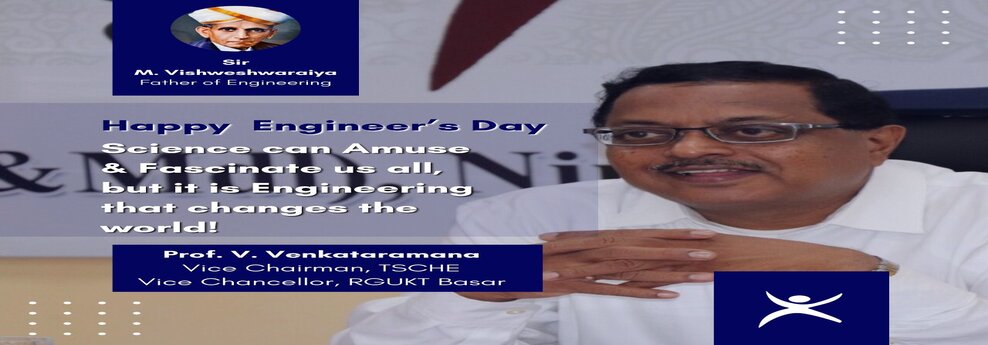 Sir
M. Vishweshwaraiya
Father of Engineering
Happy Engineer's Day
Science can Amuse
& Fascinate us all,
but it is Engineering
that changes the
world!
Prof. V. Venkataramana
Vice Chairman, TSCHE
Vice Chancellor, RGUKT Basar